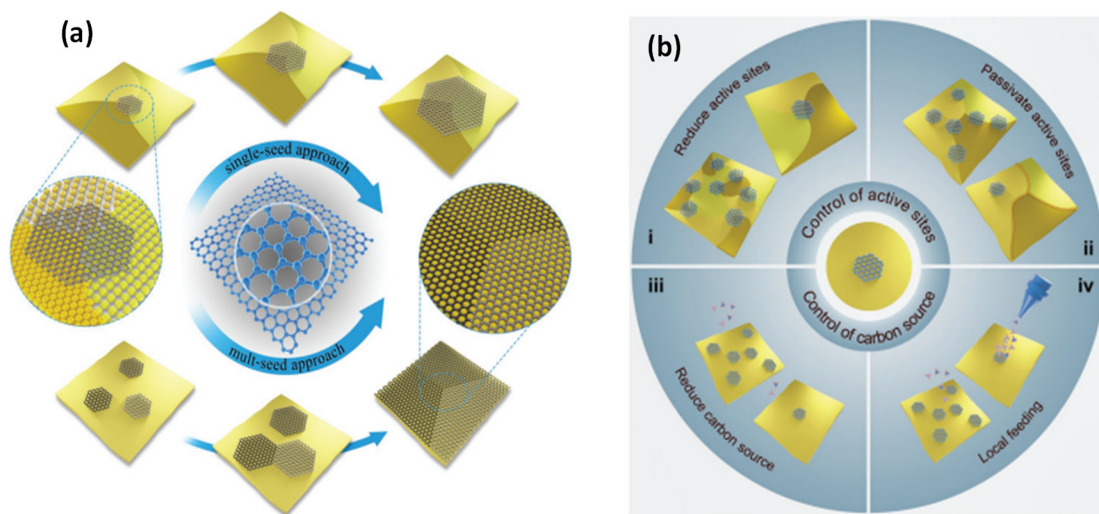 (a)
single-seed approach
mult-seed approach
(b)
Reduce active sites
Passivate active sites
i
ii
Control of active sites
Control of carbon source
iii
iv
Reduce carbon source
Local feeding